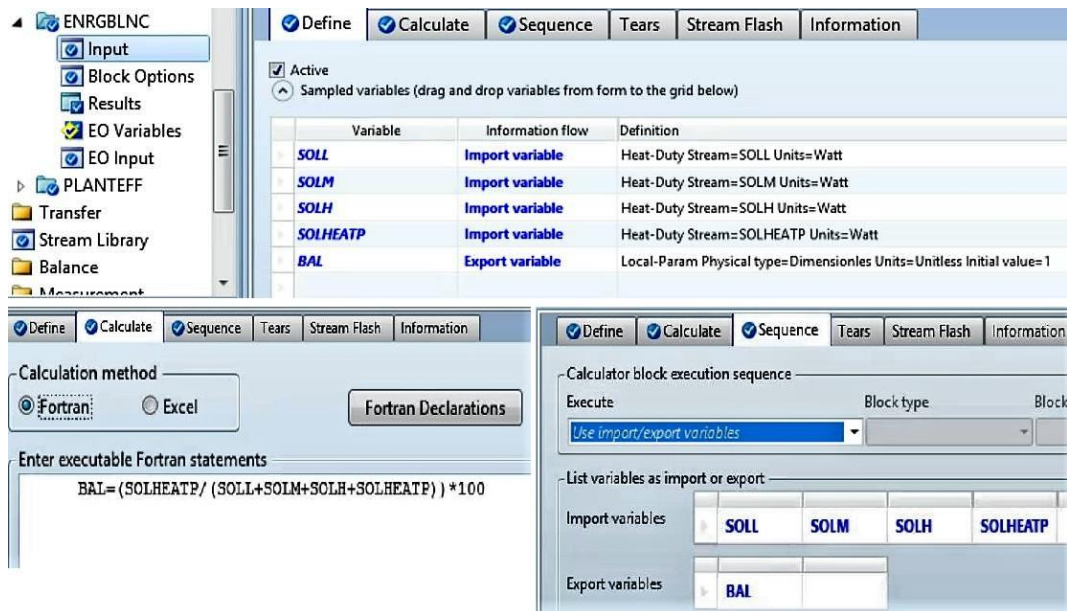 ENRGBLNC
Input
Block Options
Results
EO Variables
EO Input
PLANTEFF
Transfer
Stream Library
Balance
Measurement
Define Calculate Sequence Tears Stream Flash Information
Active
Sampled variables (drag and drop variables from form to the grid below)
Variable Information flow Definition
SOLL Import variable Heat-Duty Stream=SOLL Units=Watt
SOLM Import variable Heat-Duty Stream=SOLM Units=Watt
SOLH Import variable Heat-Duty Stream=SOLH Units=Watt
SOLHEATP Import variable Heat-Duty Stream=SOLHEATP Units=Watt
BAL Export variable Local-Param Physical type=Dimensionles Units=Unitless Initial value=1
Define Calculate Sequence Tears Stream Flash Information
Calculation method
Fortran Excel Fortran Declarations
Enter executable Fortran statements
BAL=(SOLHEATP/(SOLL+SOLM+SOLH+SOLHEATP))*100
Define Calculate Sequence Tears Stream Flash Information
Calculator block execution sequence
Execute Block type Block
Use import/export variables
List variables as import or export
Import variables SOLL SOLM SOLH SOLHEATP
Export variables BAL